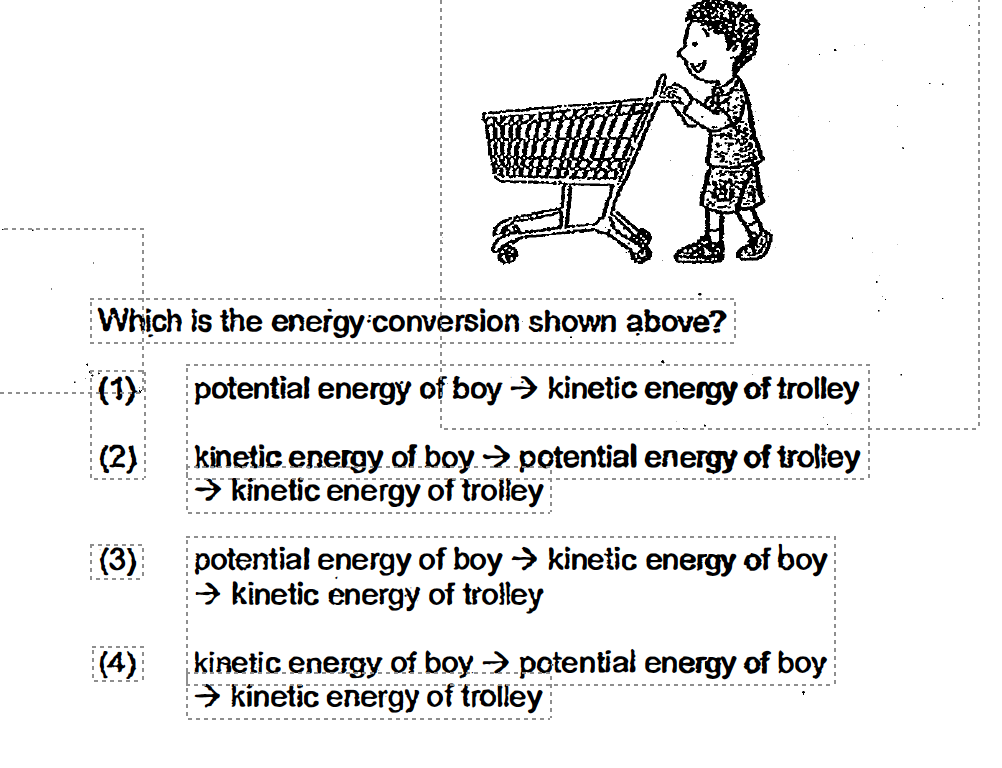 Which is the energy conversion shown above?
(1) potential energy of boy → kinetic energy of trolley
(2) kinetic energy of boy → potential energy of trolley
→ kinetic energy of trolley
(3) potential energy of boy → kinetic energy of boy
→ kinetic energy of trolley
(4) kinetic energy of boy → potential energy of boy
→ kinetic energy of trolley